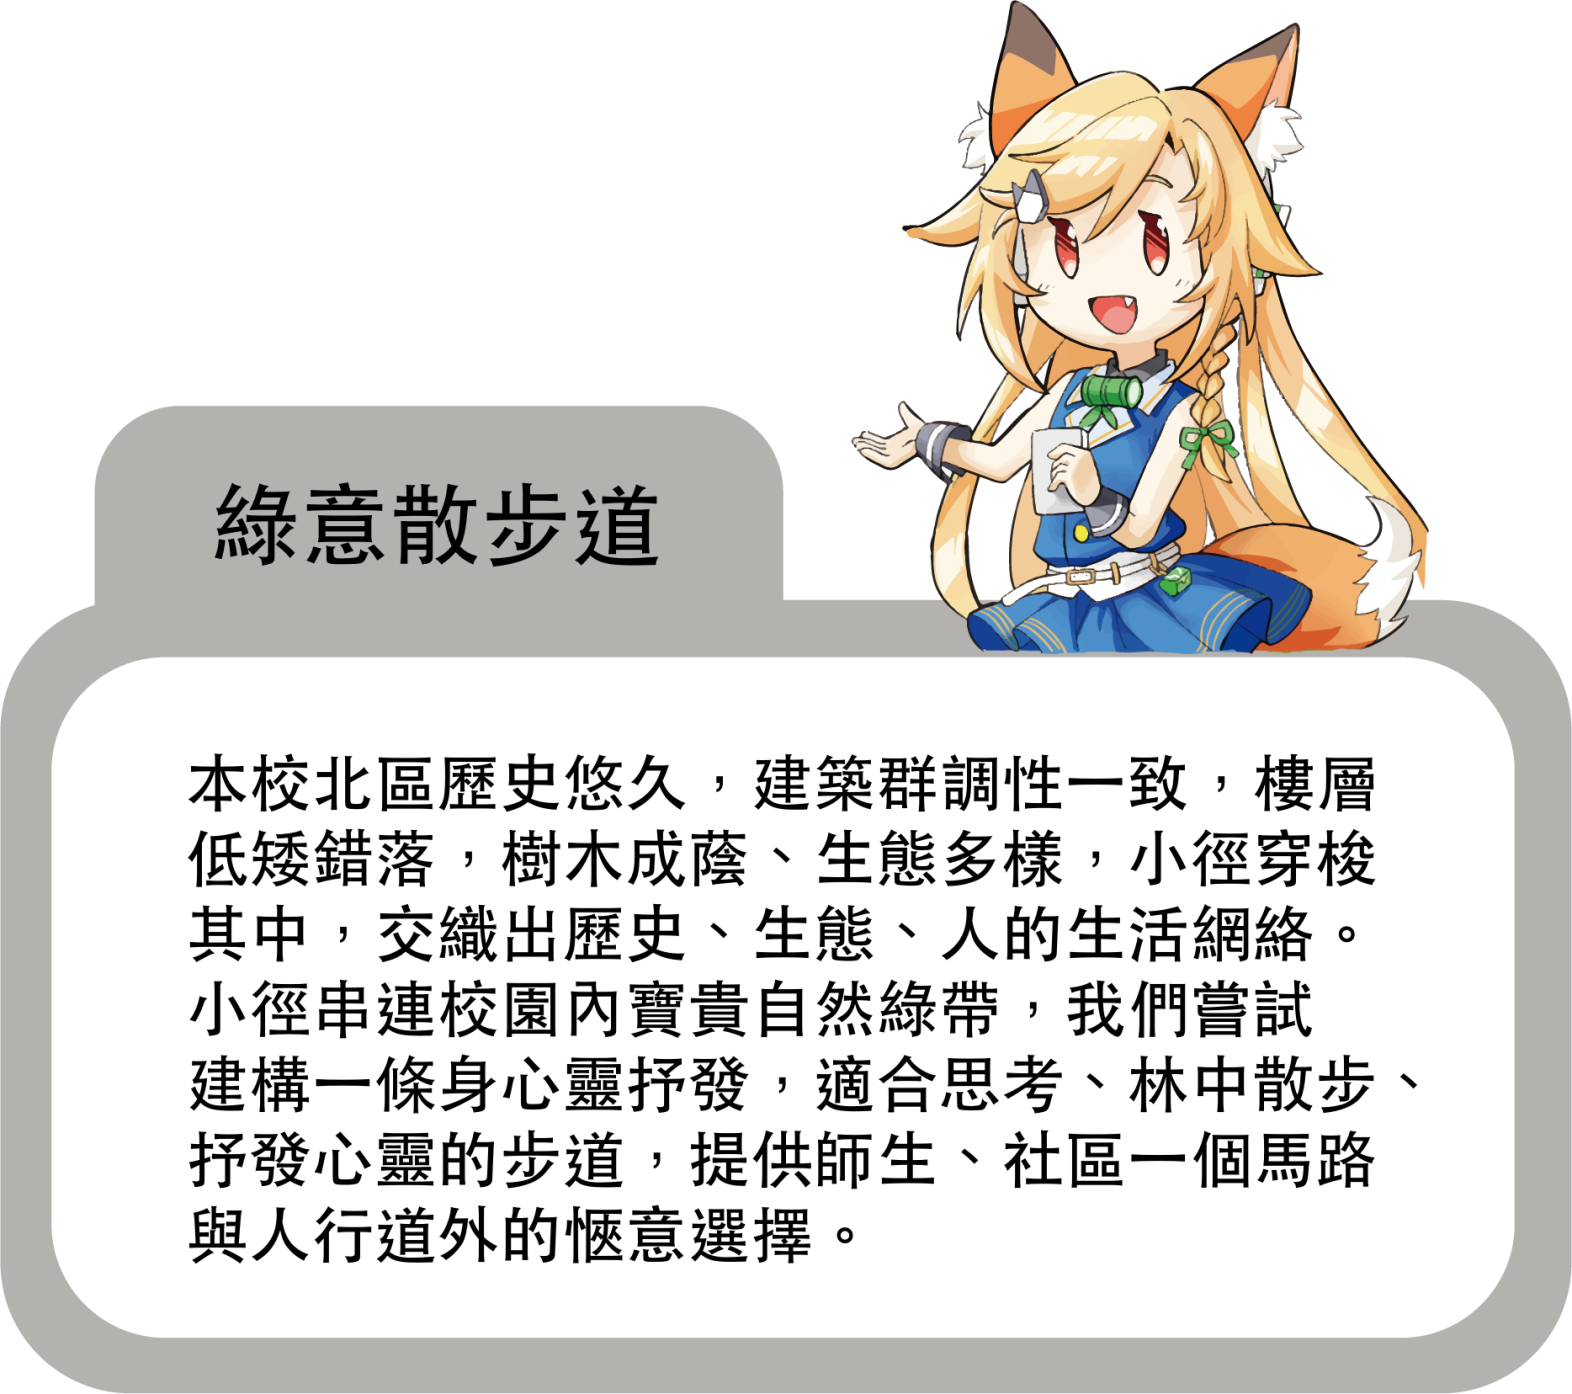 綠意散步道
本校北區歷史悠久，建築群調性一致，樓層
低矮錯落，樹木成蔭、生態多樣，小徑穿梭
其中，交織出歷史、生態、人的生活網絡。
小徑串連校園內寶貴自然綠帶，我們嘗試
建構一條身心靈抒發，適合思考、林中散步、
抒發心靈的步道，提供師生、社區一個馬路
與人行道外的愜意選擇。